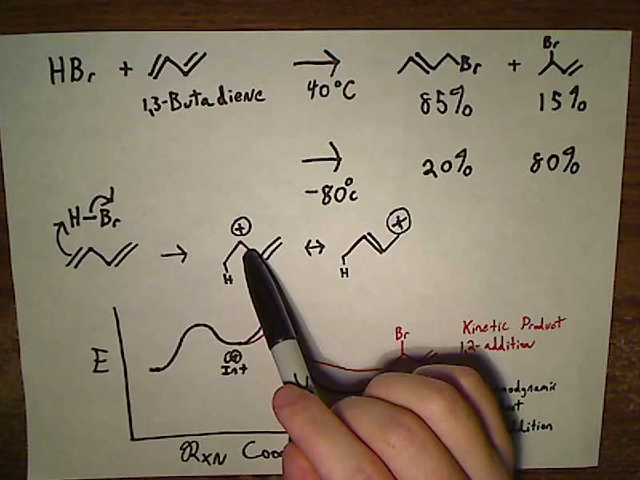 HBr + → Br + Br
1,3-Butadiene 40°C 85% 15%
→ 20% 80%
-80°C
H-Br
→ ⊕ ↔ ⊕
H H
Br Kinetic Product
1,2-addition
E ⊕
Int
Rxn